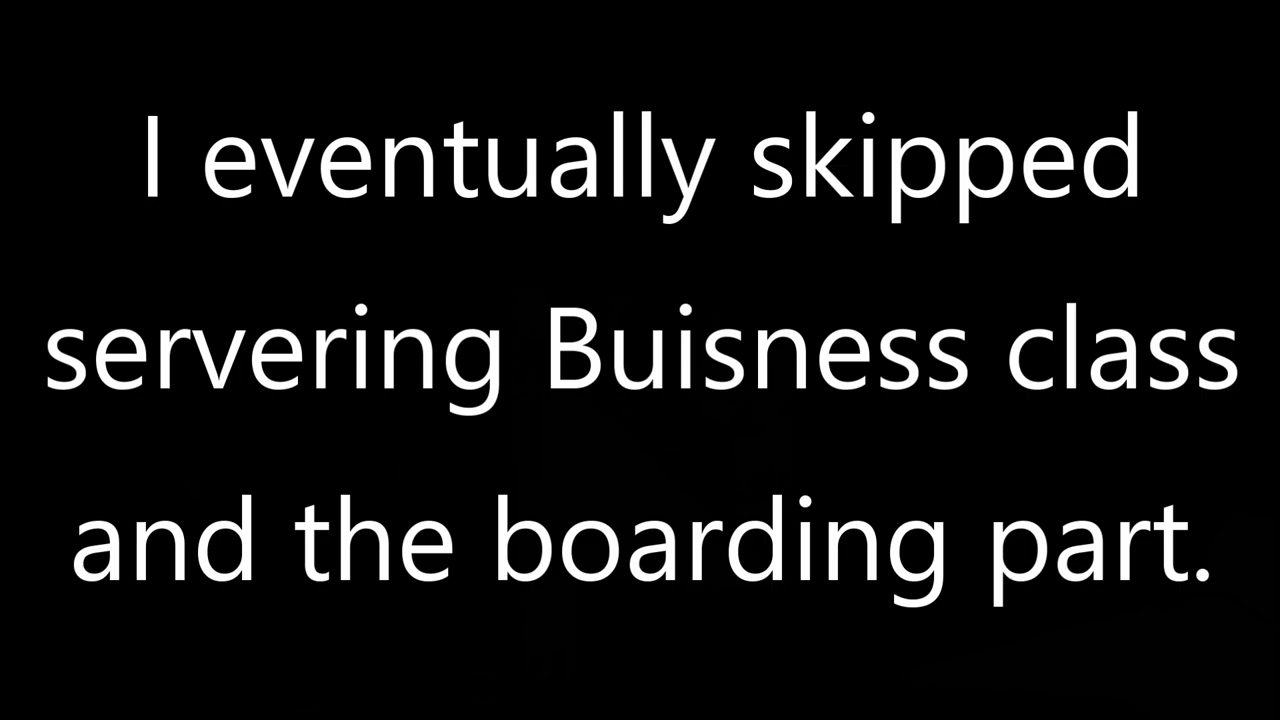 I eventually skipped
servering Buisness class
and the boarding part.